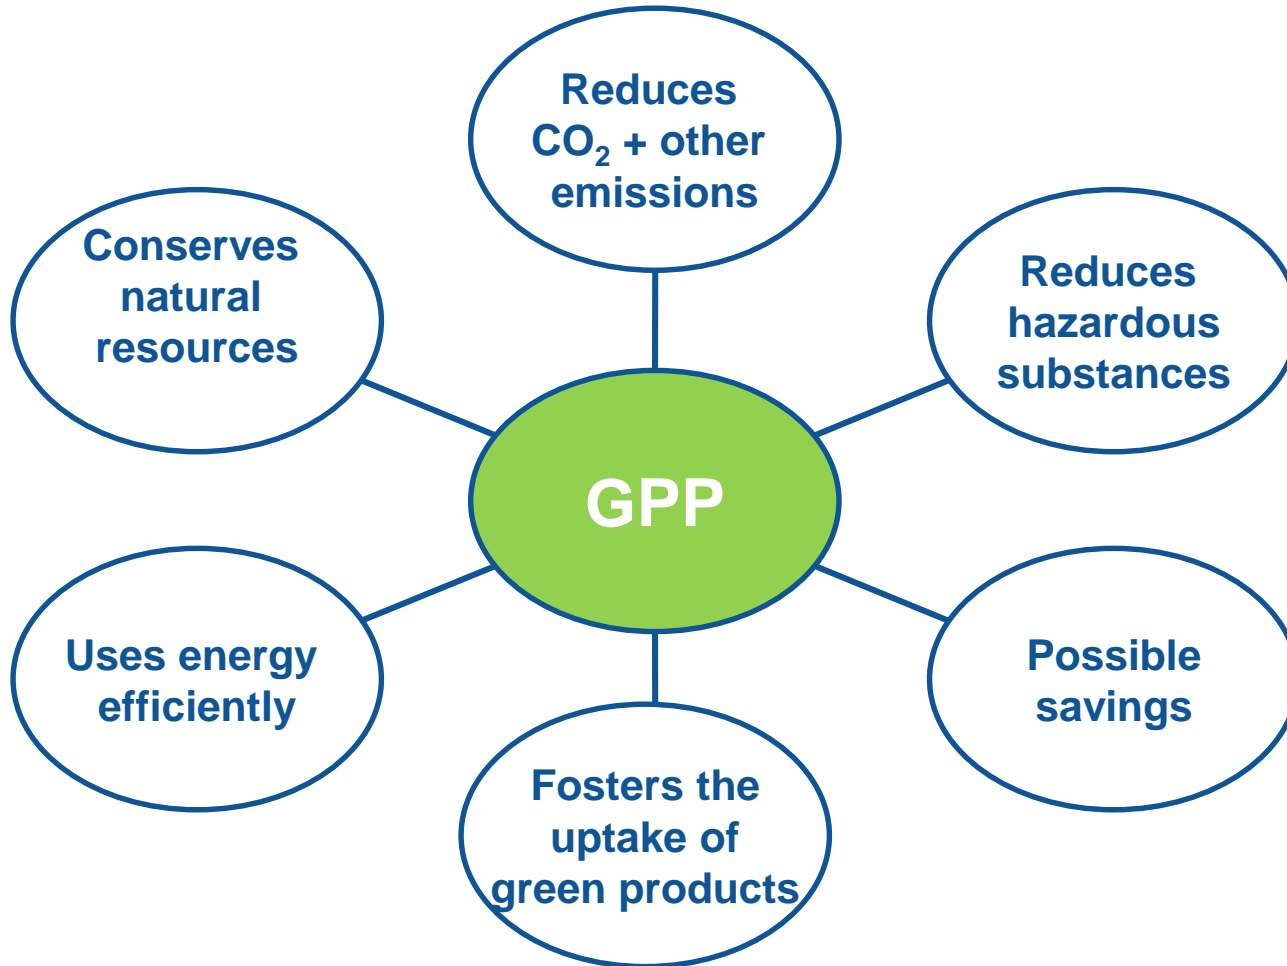 Reduces
CO₂ + other
emissions
Conserves
natural
resources
Reduces
hazardous
substances
GPP
Uses energy
efficiently
Possible
savings
Fosters the
uptake of
green products